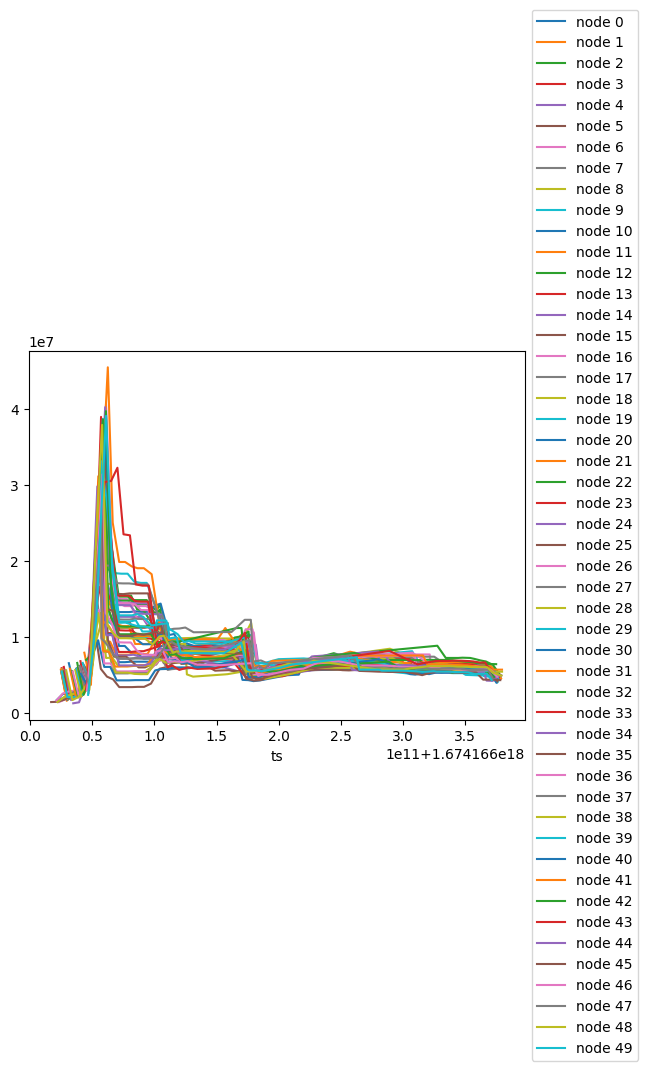 1e7
4
3
2
1
0
0.0 0.5 1.0 1.5 2.0 2.5 3.0 3.5
ts
1e11+1.674166e18
node 0
node 1
node 2
node 3
node 4
node 5
node 6
node 7
node 8
node 9
node 10
node 11
node 12
node 13
node 14
node 15
node 16
node 17
node 18
node 19
node 20
node 21
node 22
node 23
node 24
node 25
node 26
node 27
node 28
node 29
node 30
node 31
node 32
node 33
node 34
node 35
node 36
node 37
node 38
node 39
node 40
node 41
node 42
node 43
node 44
node 45
node 46
node 47
node 48
node 49